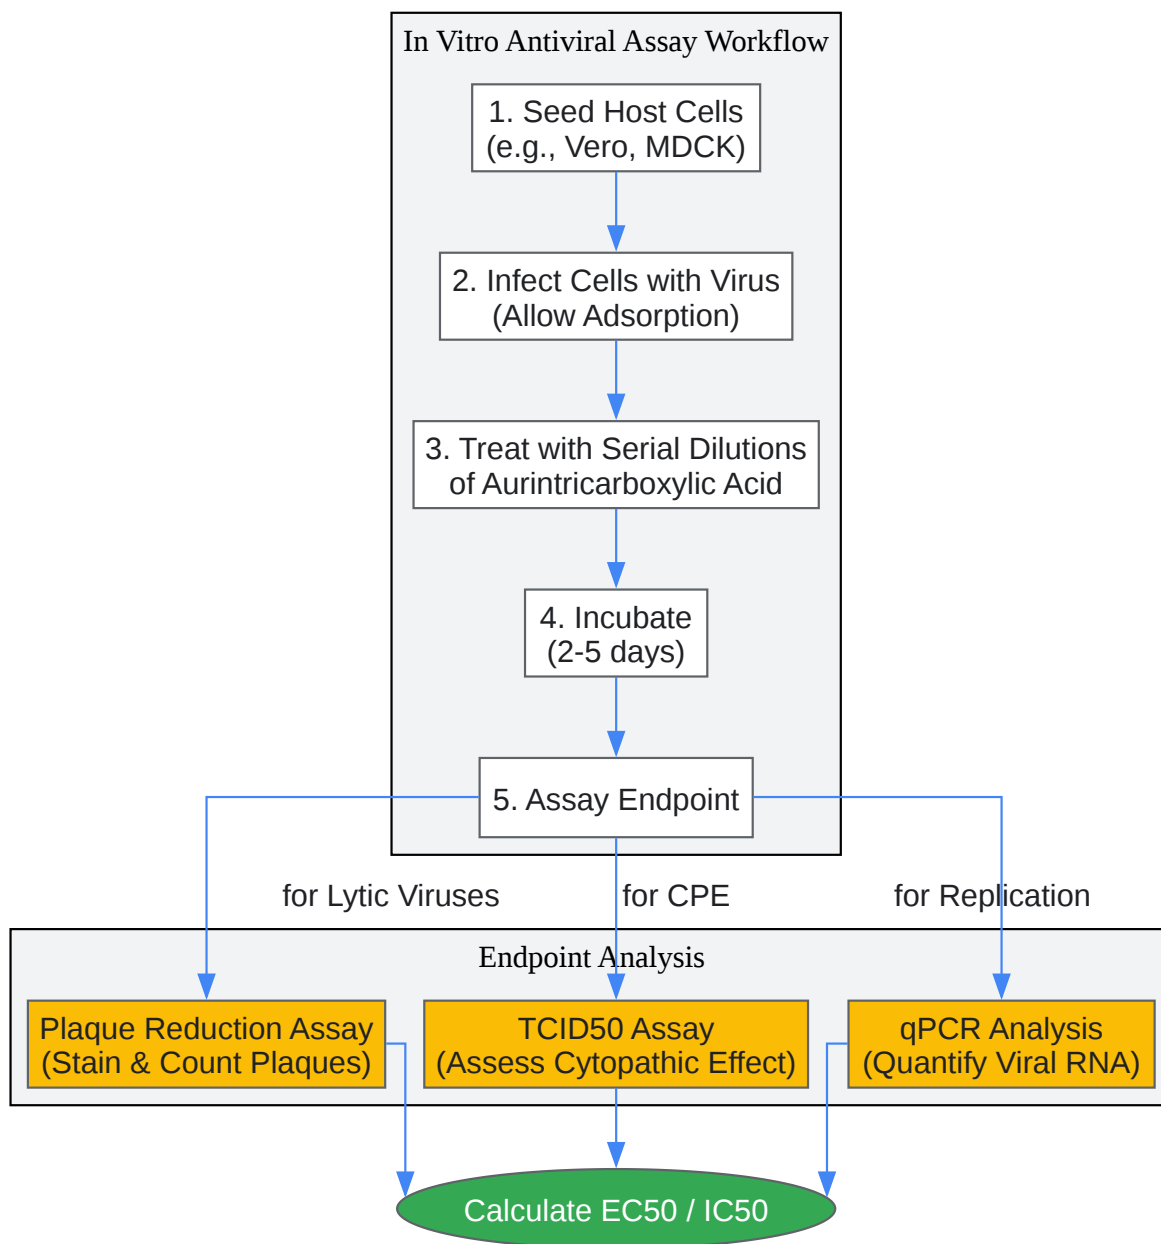 In Vitro Antiviral Assay Workflow
1. Seed Host Cells
(e.g., Vero, MDCK)
2. Infect Cells with Virus
(Allow Adsorption)
3. Treat with Serial Dilutions
of Aurintricarboxylic Acid
4. Incubate
(2-5 days)
5. Assay Endpoint
for Lytic Viruses
for CPE
for Replication
Endpoint Analysis
Plaque Reduction Assay
(Stain & Count Plaques)
TCID50 Assay
(Assess Cytopathic Effect)
qPCR Analysis
(Quantify Viral RNA)
Calculate EC50 / IC50